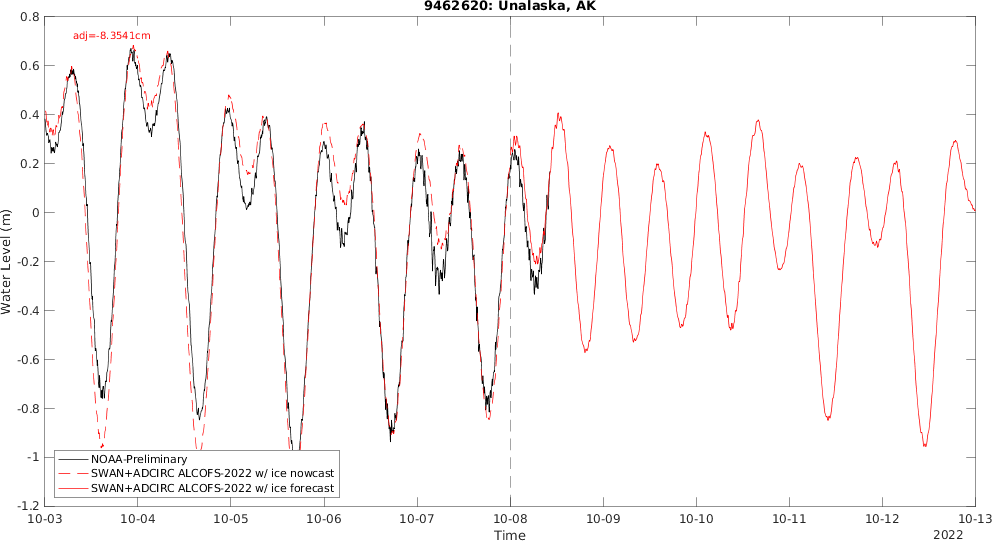 9462620: Unalaska, AK
adj=-8.3541cm
0.8
0.6
0.4
0.2
0
-0.2
-0.4
-0.6
-0.8
-1
-1.2
Water Level (m)
NOAA-Preliminary
SWAN+ADCIRC ALCOFS-2022 w/ ice nowcast
SWAN+ADCIRC ALCOFS-2022 w/ ice forecast
10-03 10-04 10-05 10-06 10-07 10-08 10-09 10-10 10-11 10-12 10-13
Time
2022